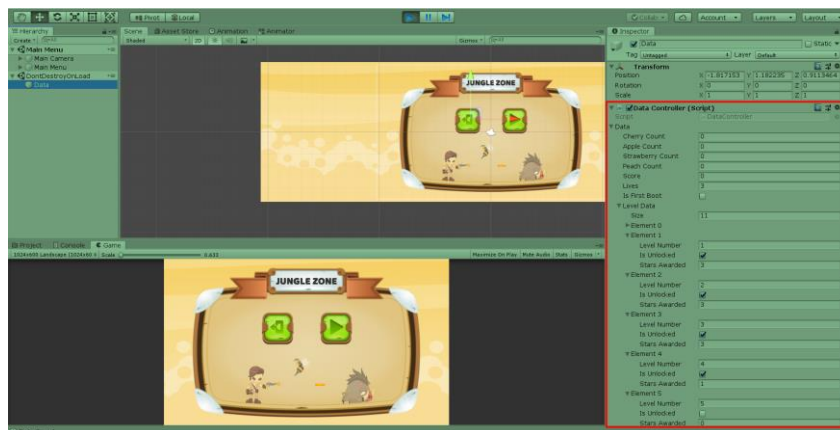 Pivot Local
Collab Account Layers Layout
Hierarchy
Create
Main Menu
Main Camera
Main Menu
DontDestroyOnLoad
Data
Scene Asset Store Animation Animator
Shaded 2D Gizmos
JUNGLE ZONE
Project Console Game
1024x600 Landscape (1024x60 Scale 0.633 Maximize On Play Mute Audio Stats Gizmos
JUNGLE ZONE
Inspector
Data Static
Tag Untagged Layer Default
Transform
Position X -1.817153 Y 1.182235 Z 0.3113464
Rotation X 0 Y 0 Z 0
Scale X 1 Y 1 Z 1
Data Controller (Script)
Script DataController
Data
Cherry Count 0
Apple Count 0
Strawberry Count 0
Peach Count 0
Score 0
Lives 3
Is First Boot
Level Data
Size 11
Element 0
Element 1
Level Number 1
Is Unlocked
Stars Awarded 3
Element 2
Level Number 2
Is Unlocked
Stars Awarded 3
Element 3
Level Number 3
Is Unlocked
Stars Awarded 3
Element 4
Level Number 4
Is Unlocked
Stars Awarded 1
Element 5
Level Number 5
Is Unlocked
Stars Awarded 0